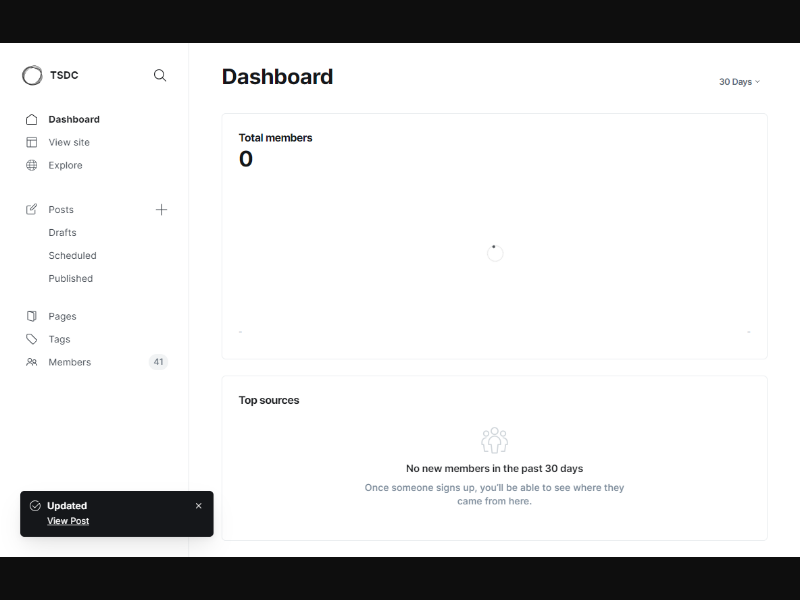 TSDC
Dashboard
View site
Explore
Posts
Drafts
Scheduled
Published
Pages
Tags
Members 41
Updated
View Post
Dashboard
30 Days
Total members
0
-
-
Top sources
No new members in the past 30 days
Once someone signs up, you'll be able to see where they
came from here.